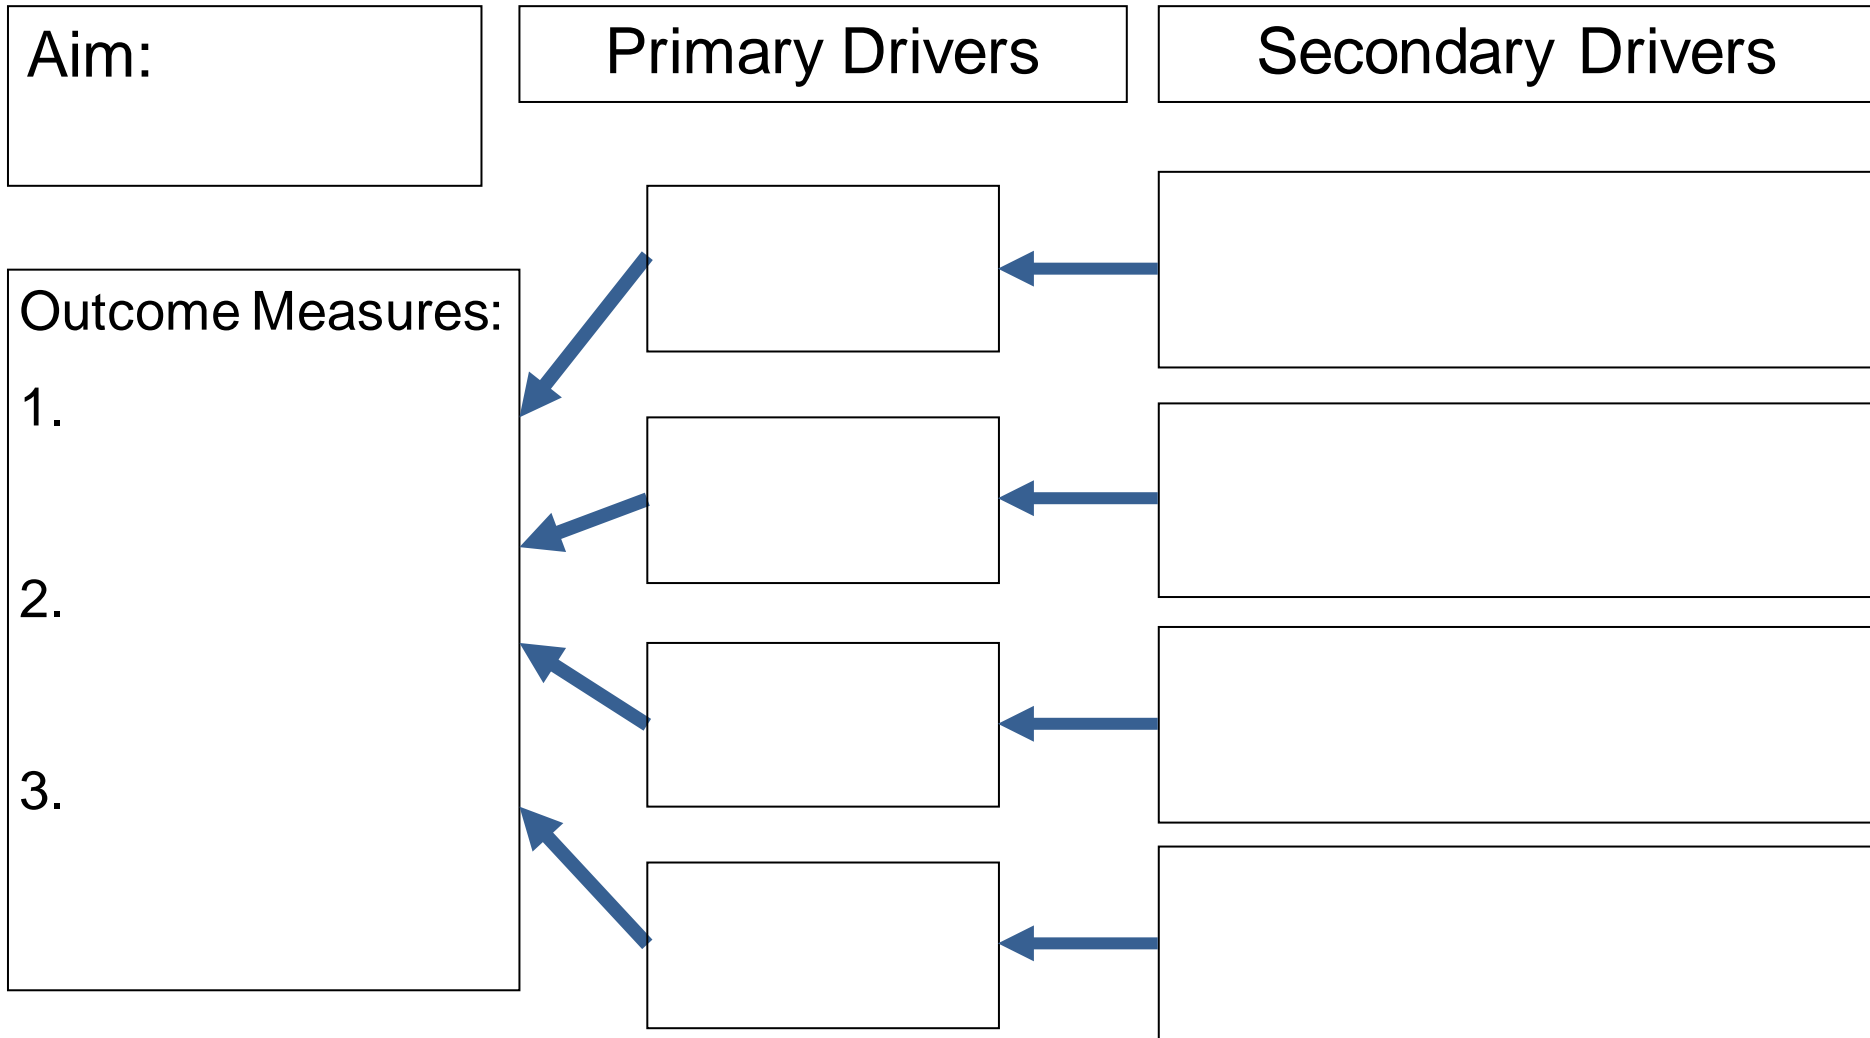 Aim:
Primary Drivers
Secondary Drivers
Outcome Measures:
1.
2.
3.